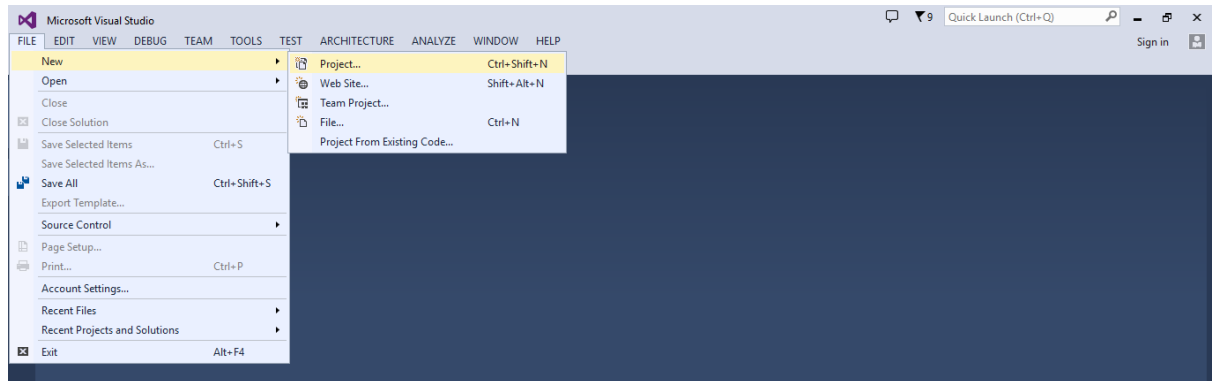 Microsoft Visual Studio 9 Quick Launch (Ctrl+Q)
FILE EDIT VIEW DEBUG TEAM TOOLS TEST ARCHITECTURE ANALYZE WINDOW HELP Sign in
New
Open
Close
Close Solution
Save Selected Items Ctrl+S
Save Selected Items As...
Save All Ctrl+Shift+S
Export Template...
Source Control
Page Setup...
Print... Ctrl+P
Account Settings...
Recent Files
Recent Projects and Solutions
Exit Alt+F4
Project... Ctrl+Shift+N
Web Site... Shift+Alt+N
Team Project...
File... Ctrl+N
Project From Existing Code...